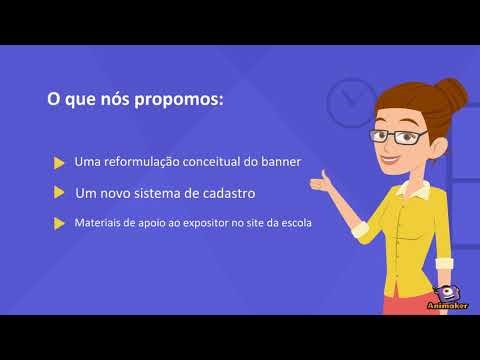 O que nós propomos:
Uma reformulação conceitual do banner
Um novo sistema de cadastro
Materiais de apoio ao expositor no site da escola
Animaker